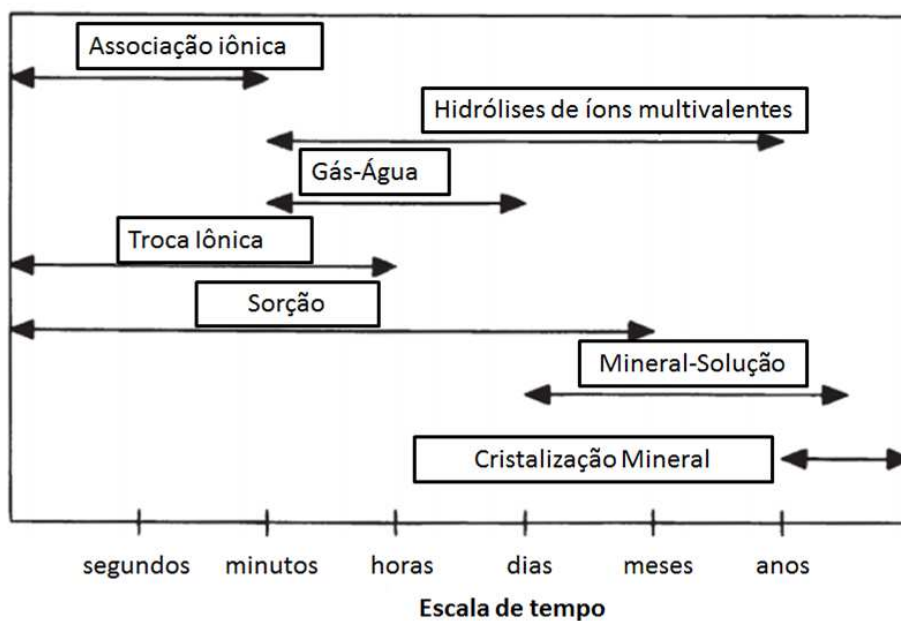 Associação iônica
Hidrólises de íons multivalentes
Gás-Água
Troca Iônica
Sorção
Mineral-Solução
Cristalização Mineral
segundos minutos horas dias meses anos
Escala de tempo